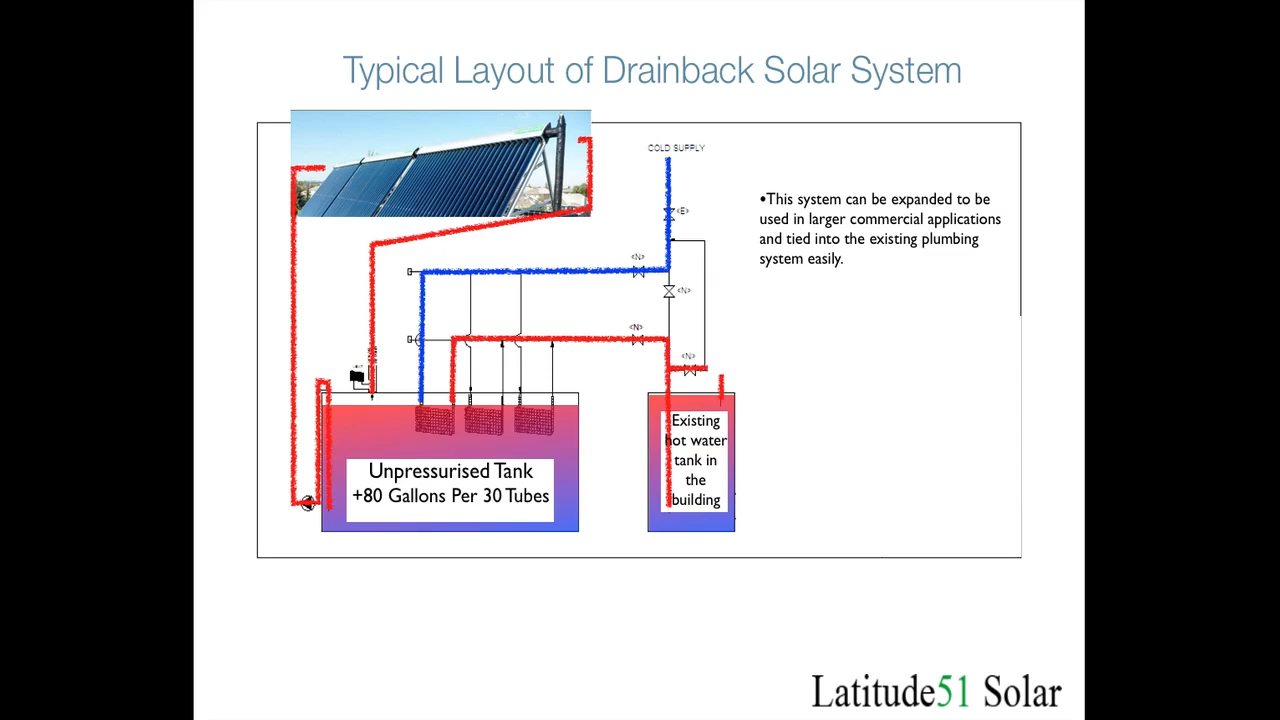 Typical Layout of Drainback Solar System
COLD SUPPLY
•This system can be expanded to be
used in larger commercial applications
and tied into the existing plumbing
system easily.
<E>
<N>
<N>
<N>
<N>
Existing
hot water
tank in
the
building
Unpressurised Tank
+80 Gallons Per 30 Tubes
Latitude51 Solar